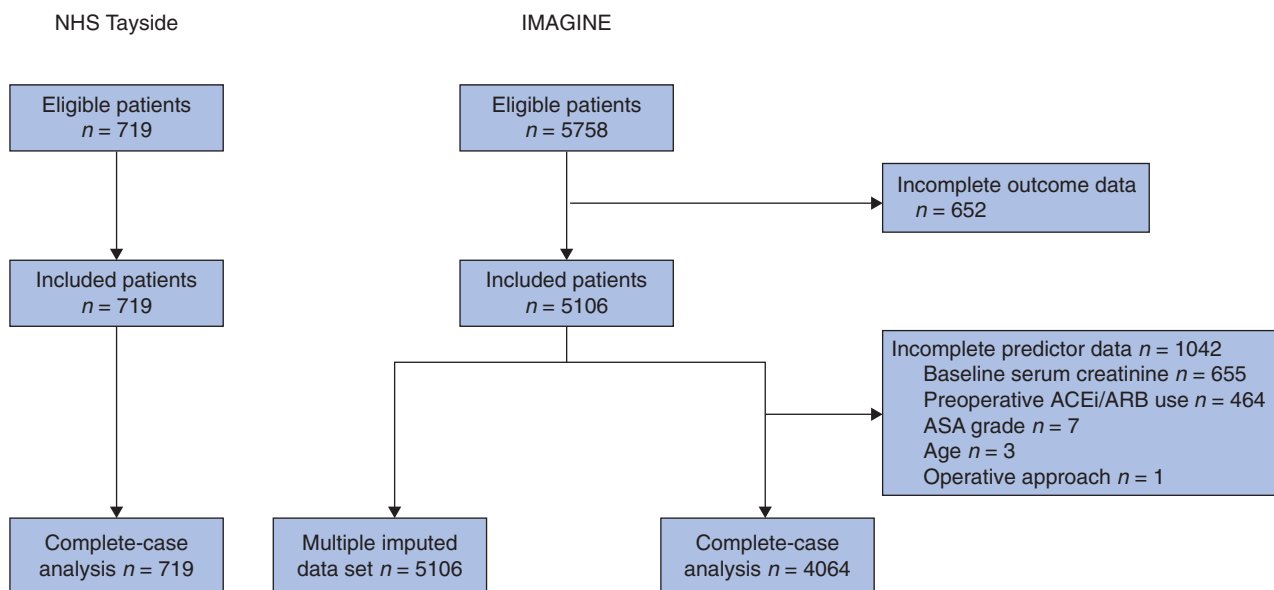 NHS Tayside
IMAGINE
Eligible patients
n = 719
Eligible patients
n = 5758
Incomplete outcome data
n = 652
Included patients
n = 719
Included patients
n = 5106
Incomplete predictor data n = 1042
Baseline serum creatinine n = 655
Preoperative ACEi/ARB use n = 464
ASA grade n = 7
Age n = 3
Operative approach n = 1
Complete-case
analysis n = 719
Multiple imputed
data set n = 5106
Complete-case
analysis n = 4064